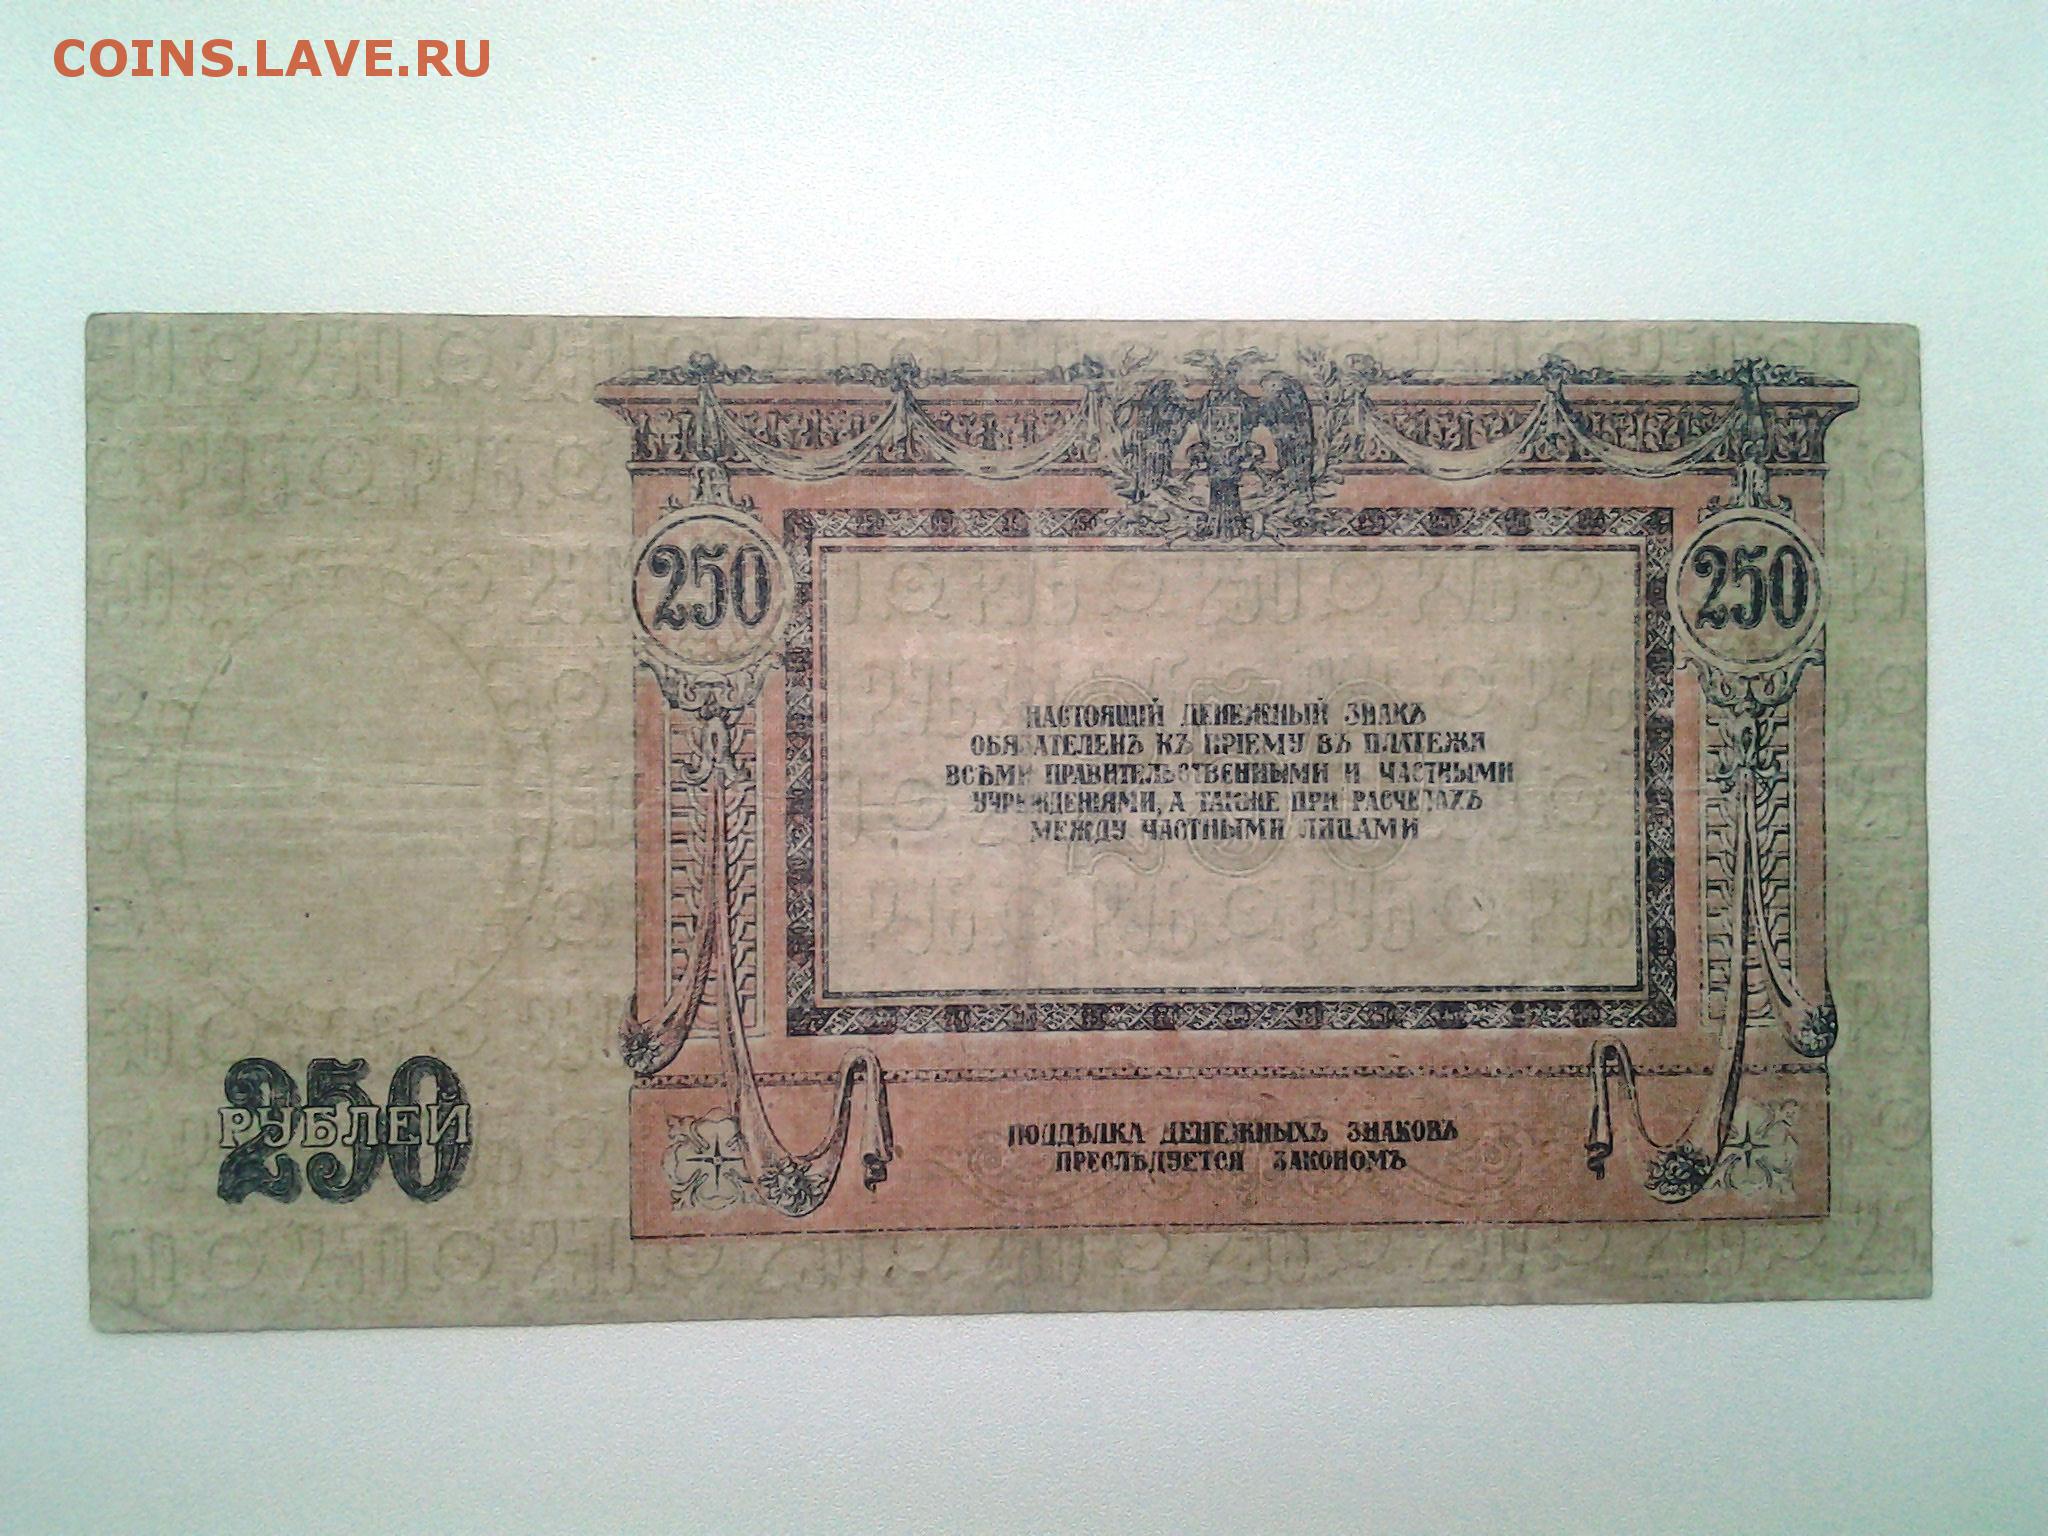 COINS.LAVE.RU
250
250
НАСТОЯЩІЙ ДЕНЕЖНЫЙ ЗНАКЪ
ОБЯЗАТЕЛЕНЪ КЪ ПРІЕМУ ВЪ ПЛАТЕЖИ
ВСѢМИ ПРАВИТЕЛЬСТВЕННЫМИ И ЧАСТНЫМИ
УЧРЕЖДЕНІЯМИ, А ТАКЖЕ ПРИ РАСЧЕТАХЪ
МЕЖДУ ЧАСТНЫМИ ЛИЦАМИ
250
РУБЛЕЙ
ПОДДѢЛКА ДЕНЕЖНЫХЪ ЗНАКОВЪ
ПРЕСЛѢДУЕТСЯ ЗАКОНОМЪ